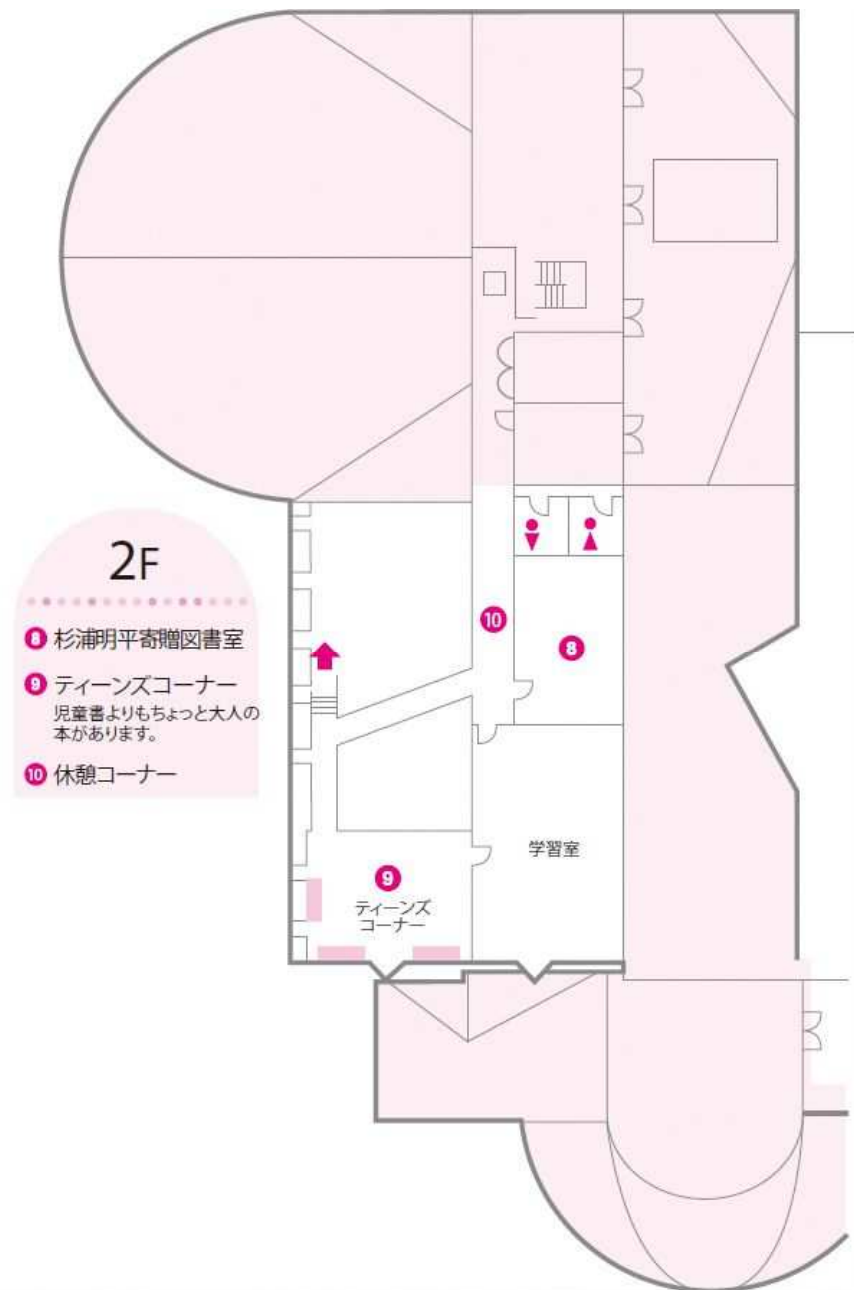 2F
8 杉浦明平寄贈図書室
9 ティーンズコーナー
児童書よりもちょっと大人の
本があります。
10 休憩コーナー
10
8
学習室
9
ティーンズ
コーナー